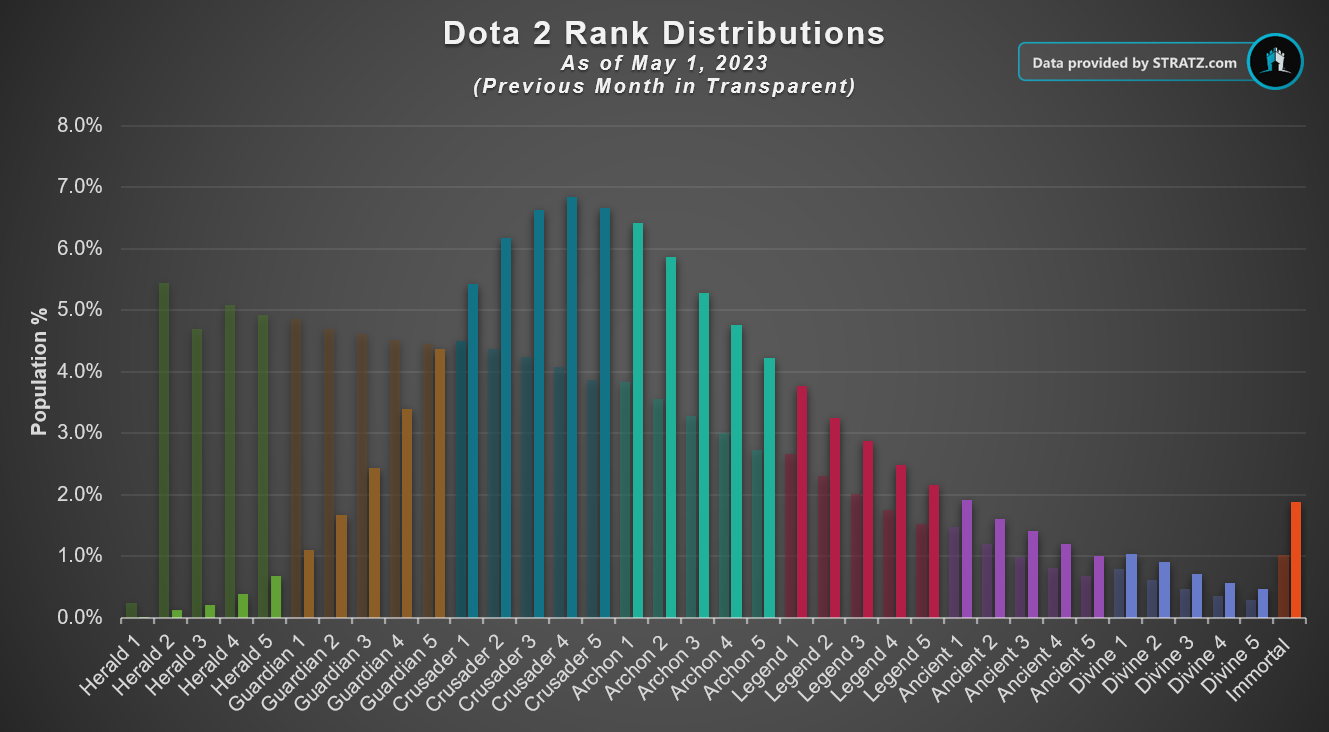 Dota 2 Rank Distributions
As of May 1, 2023
(Previous Month in Transparent)
Data provided by STRATZ.com
Population %
8.0%
7.0%
6.0%
5.0%
4.0%
3.0%
2.0%
1.0%
0.0%
Herald 1
Herald 2
Herald 3
Herald 4
Herald 5
Guardian 1
Guardian 2
Guardian 3
Guardian 4
Guardian 5
Crusader 1
Crusader 2
Crusader 3
Crusader 4
Crusader 5
Archon 1
Archon 2
Archon 3
Archon 4
Archon 5
Legend 1
Legend 2
Legend 3
Legend 4
Legend 5
Ancient 1
Ancient 2
Ancient 3
Ancient 4
Ancient 5
Divine 1
Divine 2
Divine 3
Divine 4
Divine 5
Immortal